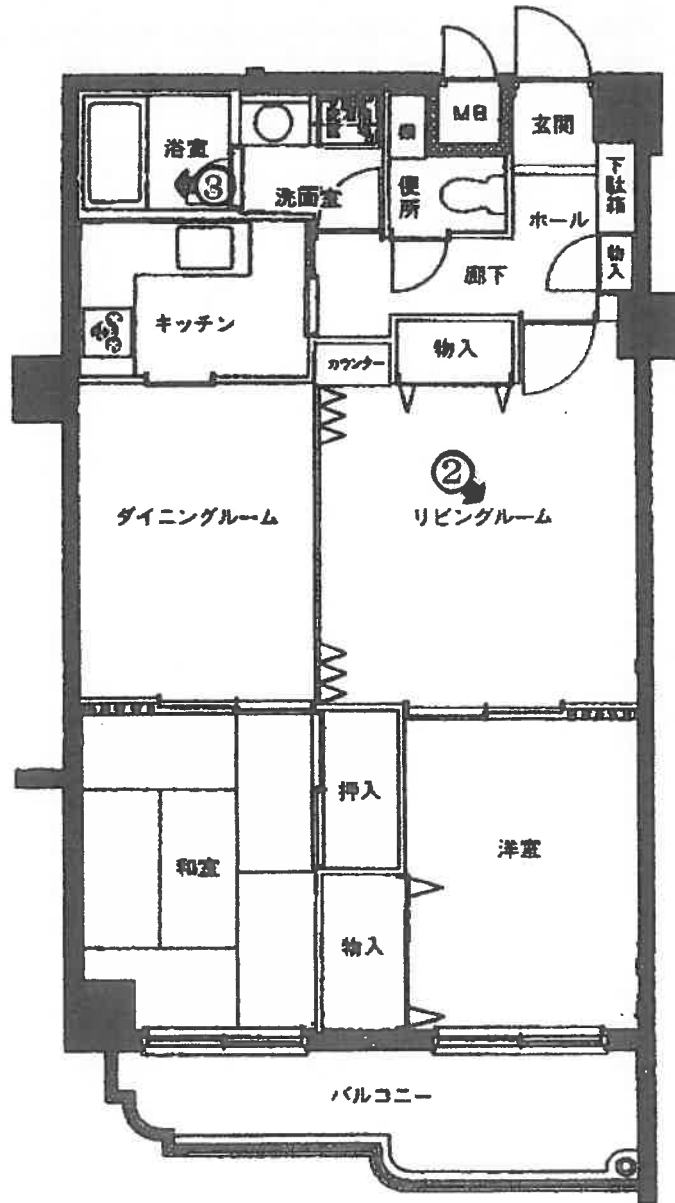 MB
玄関
浴室
③
洗面室
便所
下駄箱
ホール
物入
廊下
キッチン
カウンター
物入
②
ダイニングルーム
リビングルーム
押入
和室
洋室
物入
バルコニー